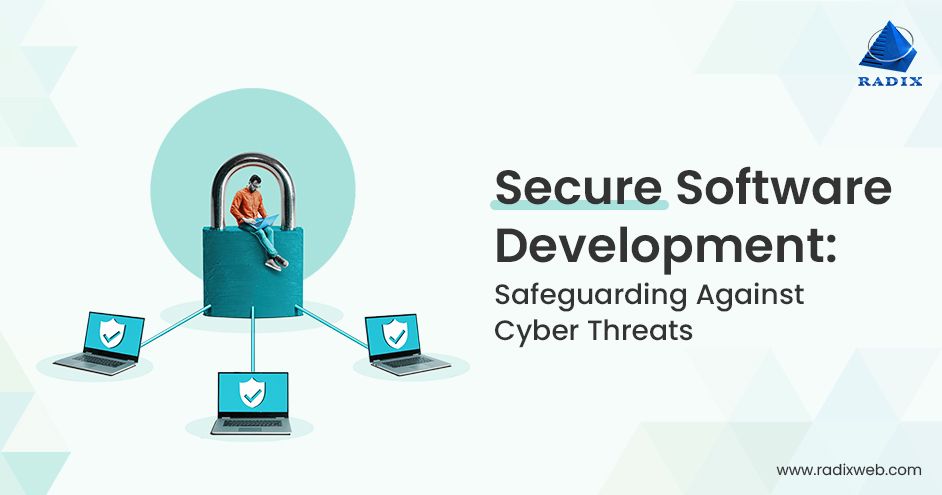 RADIX
Secure Software
Development:
Safeguarding Against
Cyber Threats
www.radixweb.com